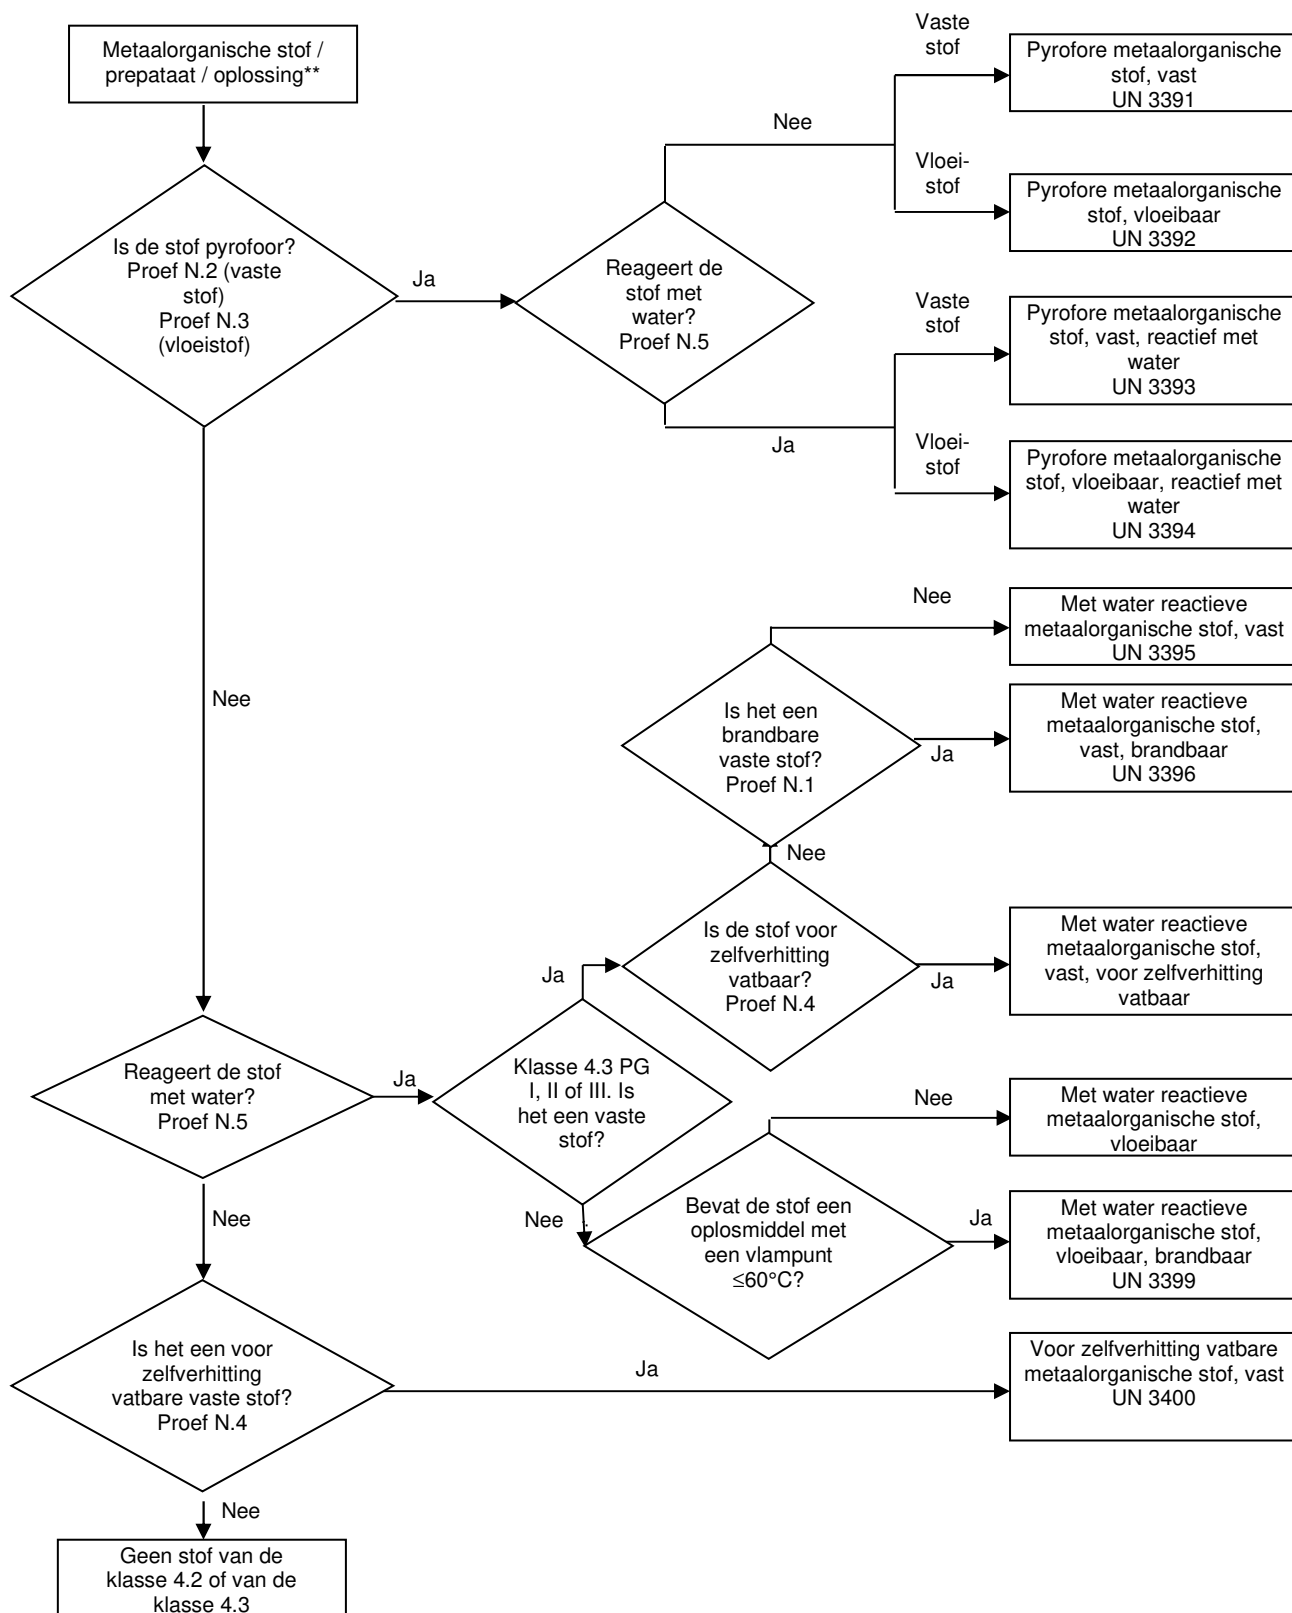 Metaalorganische stof /
prepataat / oplossing**
Is de stof pyrofoor?
Proef N.2 (vaste
stof)
Proef N.3
(vloeistof)
Ja
Reageert de
stof met
water?
Proef N.5
Nee
Vaste
stof
Pyrofore metaalorganische
stof, vast
UN 3391
Vloei-
stof
Pyrofore metaalorganische
stof, vloeibaar
UN 3392
Ja
Vaste
stof
Pyrofore metaalorganische
stof, vast, reactief met
water
UN 3393
Vloei-
stof
Pyrofore metaalorganische
stof, vloeibaar, reactief met
water
UN 3394
Nee
Nee
Met water reactieve
metaalorganische stof, vast
UN 3395
Is het een
brandbare
vaste stof?
Proef N.1
Ja
Met water reactieve
metaalorganische stof,
vast, brandbaar
UN 3396
Nee
Is de stof voor
zelfverhitting
vatbaar?
Proef N.4
Ja
Met water reactieve
metaalorganische stof,
vast, voor zelfverhitting
vatbaar
Ja
Reageert de stof
met water?
Proef N.5
Ja
Klasse 4.3 PG
I, II of III. Is
het een vaste
stof?
Nee
Met water reactieve
metaalorganische stof,
vloeibaar
Nee
Bevat de stof een
oplosmiddel met
een vlampunt
≤60°C?
Ja
Met water reactieve
metaalorganische stof,
vloeibaar, brandbaar
UN 3399
Nee
Is het een voor
zelfverhitting
vatbare vaste stof?
Proef N.4
Ja
Voor zelfverhitting vatbare
metaalorganische stof, vast
UN 3400
Nee
Geen stof van de
klasse 4.2 of van de
klasse 4.3